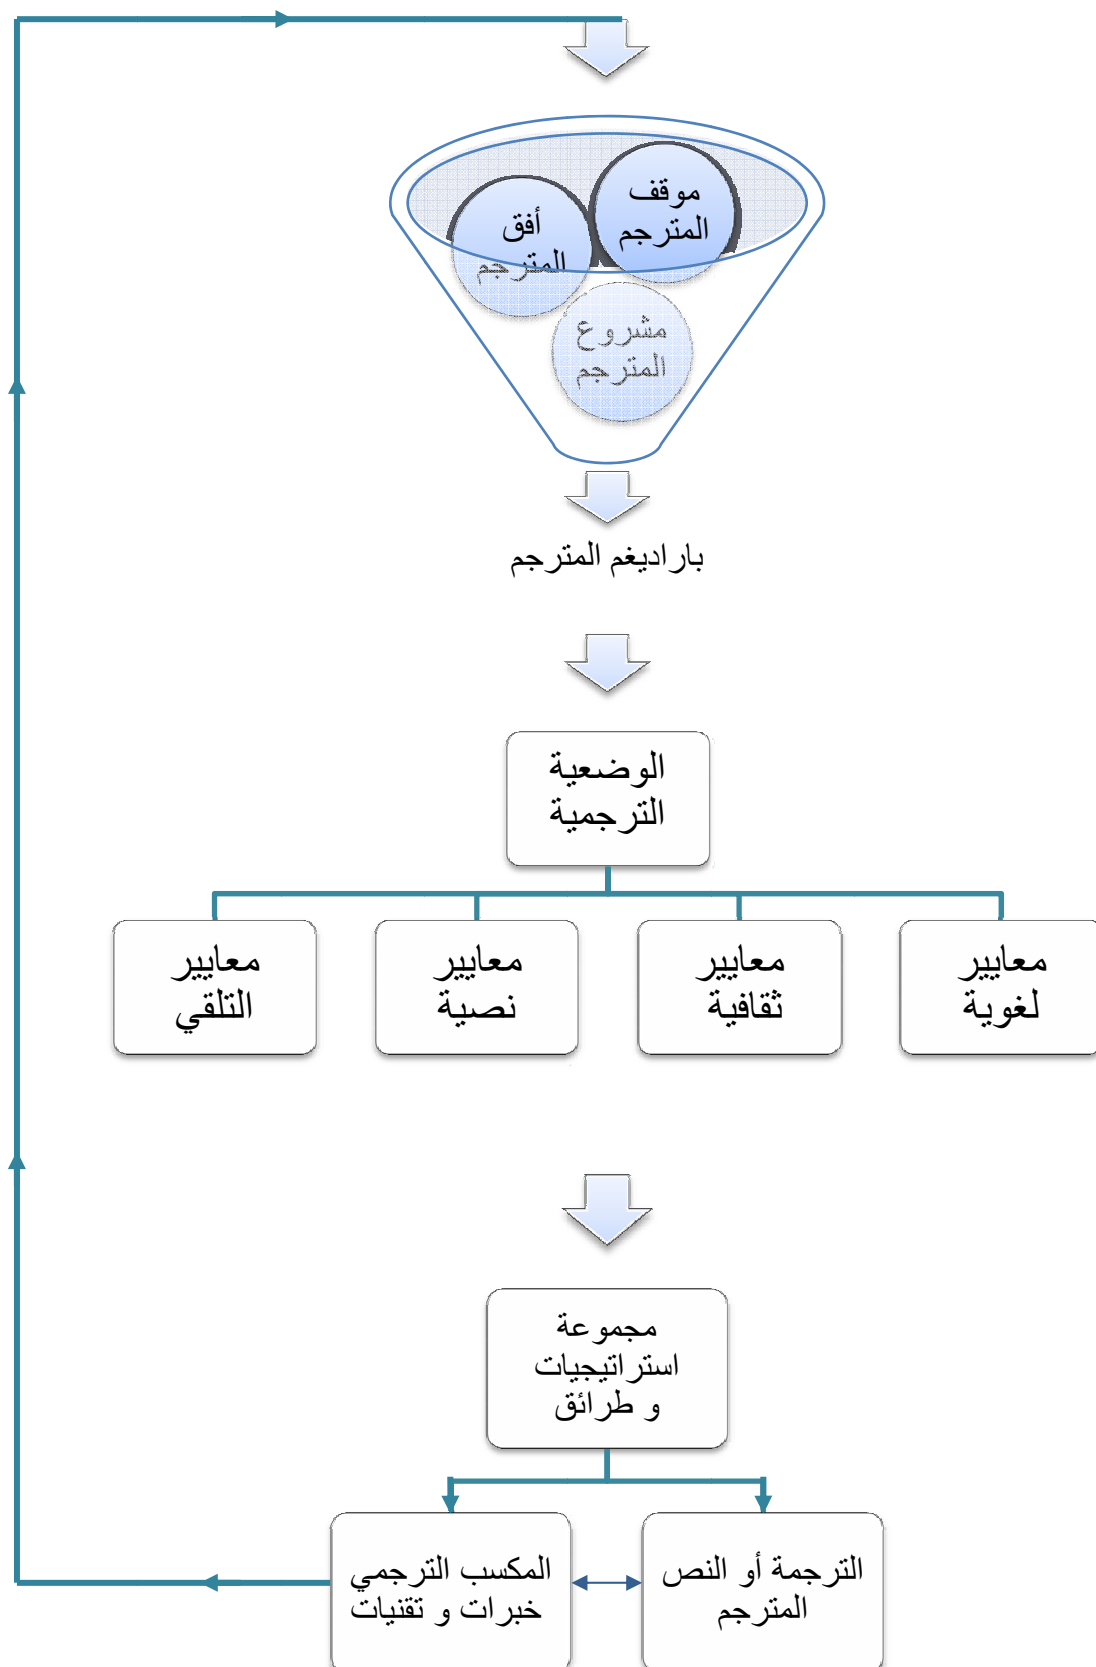 موقف
المترجم
أفق
المترجم
مشروع
المترجم
باراديغم المترجم
الوضعية
الترجمية
معايير
لغوية
معايير
ثقافية
معايير
نصية
معايير
التلقي
مجموعة
استراتيجيات
و طرائق
الترجمة أو النص
المترجم
المكسب الترجمي
خبرات و تقنيات